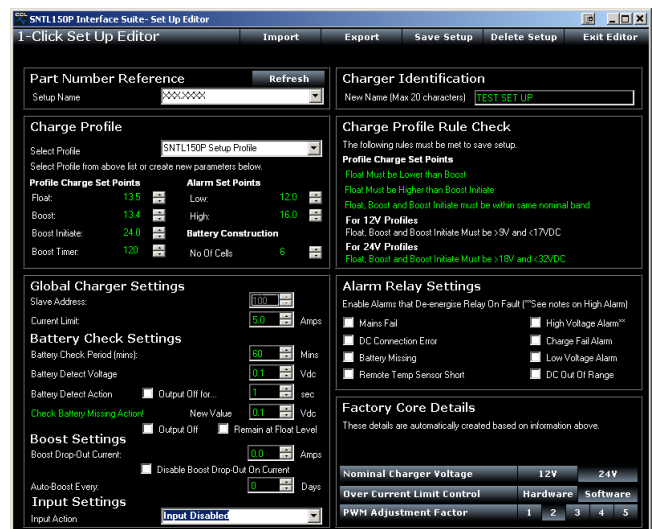 SNTL150P Interface Suite- Set Up Editor
1-Click Set Up Editor
Import
Export
Save Setup
Delete Setup
Exit Editor
Part Number Reference
Refresh
Setup Name
XXX.XXXX
Charger Identification
New Name (Max 20 characters)
TEST SET UP
Charge Profile
Select Profile
SNTL150P Setup Profile
Select Profile from above list or create new parameters below.
Profile Charge Set Points
Alarm Set Points
Float: 13.5
Low: 12.0
Boost: 13.4
High: 16.0
Boost Initiate: 24.0
Battery Construction
Boost Timer: 120
No Of Cells 6
Charge Profile Rule Check
The following rules must be met to save setup.
Profile Charge Set Points
Float Must be Lower than Boost
Float Must be Higher than Boost Initiate
Float, Boost and Boost Initiate must be within same nominal band
For 12V Profiles
Float, Boost and Boost Initiate Must be >9V and <17VDC
For 24V Profiles
Float, Boost and Boost Initiate Must be >18V and <32VDC
Global Charger Settings
Slave Address: 100
Current Limit: 5.0 Amps
Battery Check Settings
Battery Check Period (mins): 60 Mins
Battery Detect Voltage 0.1 Vdc
Battery Detect Action Output Off for... 1 sec
Check Battery Missing Action! New Value 0.1 Vdc
Output Off Remain at Float Level
Boost Settings
Boost Drop-Out Current: 0.0 Amps
Disable Boost Drop-Out On Current
Auto-Boost Every: 0 Days
Input Settings
Input Action Input Disabled
Alarm Relay Settings
Enable Alarms that De-energise Relay On Fault (**See notes on High Alarm)
Mains Fail
High Voltage Alarm**
DC Connection Error
Charge Fail Alarm
Battery Missing
Low Voltage Alarm
Remote Temp Sensor Short
DC Out Of Range
Factory Core Details
These details are automatically created based on information above.
Nominal Charger Voltage 12V 24V
Over Current Limit Control Hardware Software
PWM Adjustment Factor 1 2 3 4 5